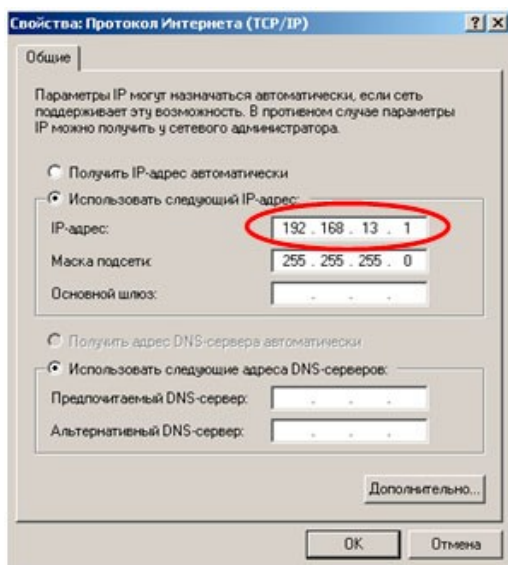 Свойства: Протокол Интернета (TCP/IP)
Общие
Параметры IP могут назначаться автоматически, если сеть
поддерживает эту возможность. В противном случае параметры
IP можно получить у сетевого администратора.
Получить IP-адрес автоматически
Использовать следующий IP-адрес:
IP-адрес: 192 . 168 . 13 . 1
Маска подсети: 255 . 255 . 255 . 0
Основной шлюз: . . .
Получить адрес DNS-сервера автоматически
Использовать следующие адреса DNS-серверов:
Предпочитаемый DNS-сервер: . . .
Альтернативный DNS-сервер: . . .
Дополнительно...
OK Отмена